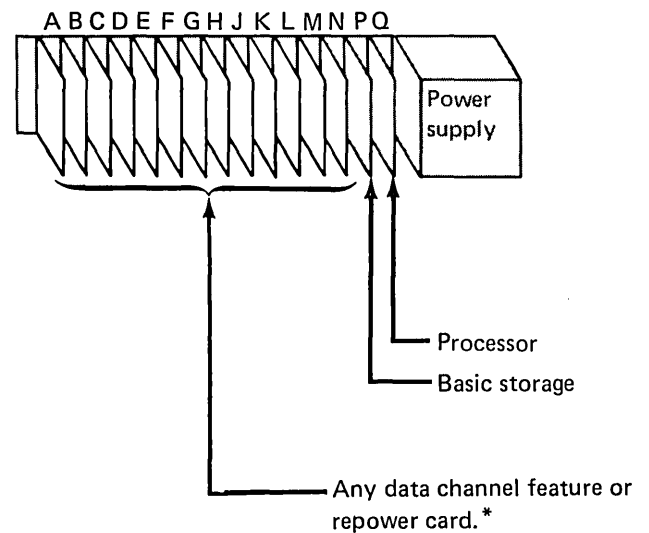 A B C D E F G H J K L M N P Q
Power
supply
Processor
Basic storage
Any data channel feature or
repower card.*